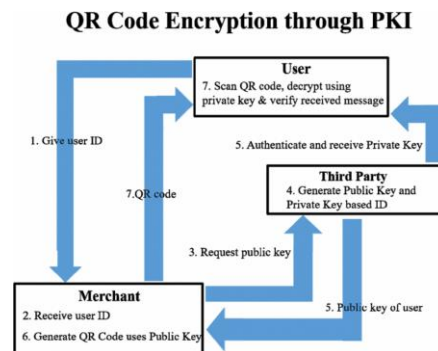 QR Code Encryption through PKI
User
7. Scan QR code, decrypt using
private key & verify received message
1. Give user ID
5. Authenticate and receive Private Key
7.QR code
Third Party
4. Generate Public Key and
Private Key based ID
3. Request public key
Merchant
2. Receive user ID
6. Generate QR Code uses Public Key
5. Public key of user